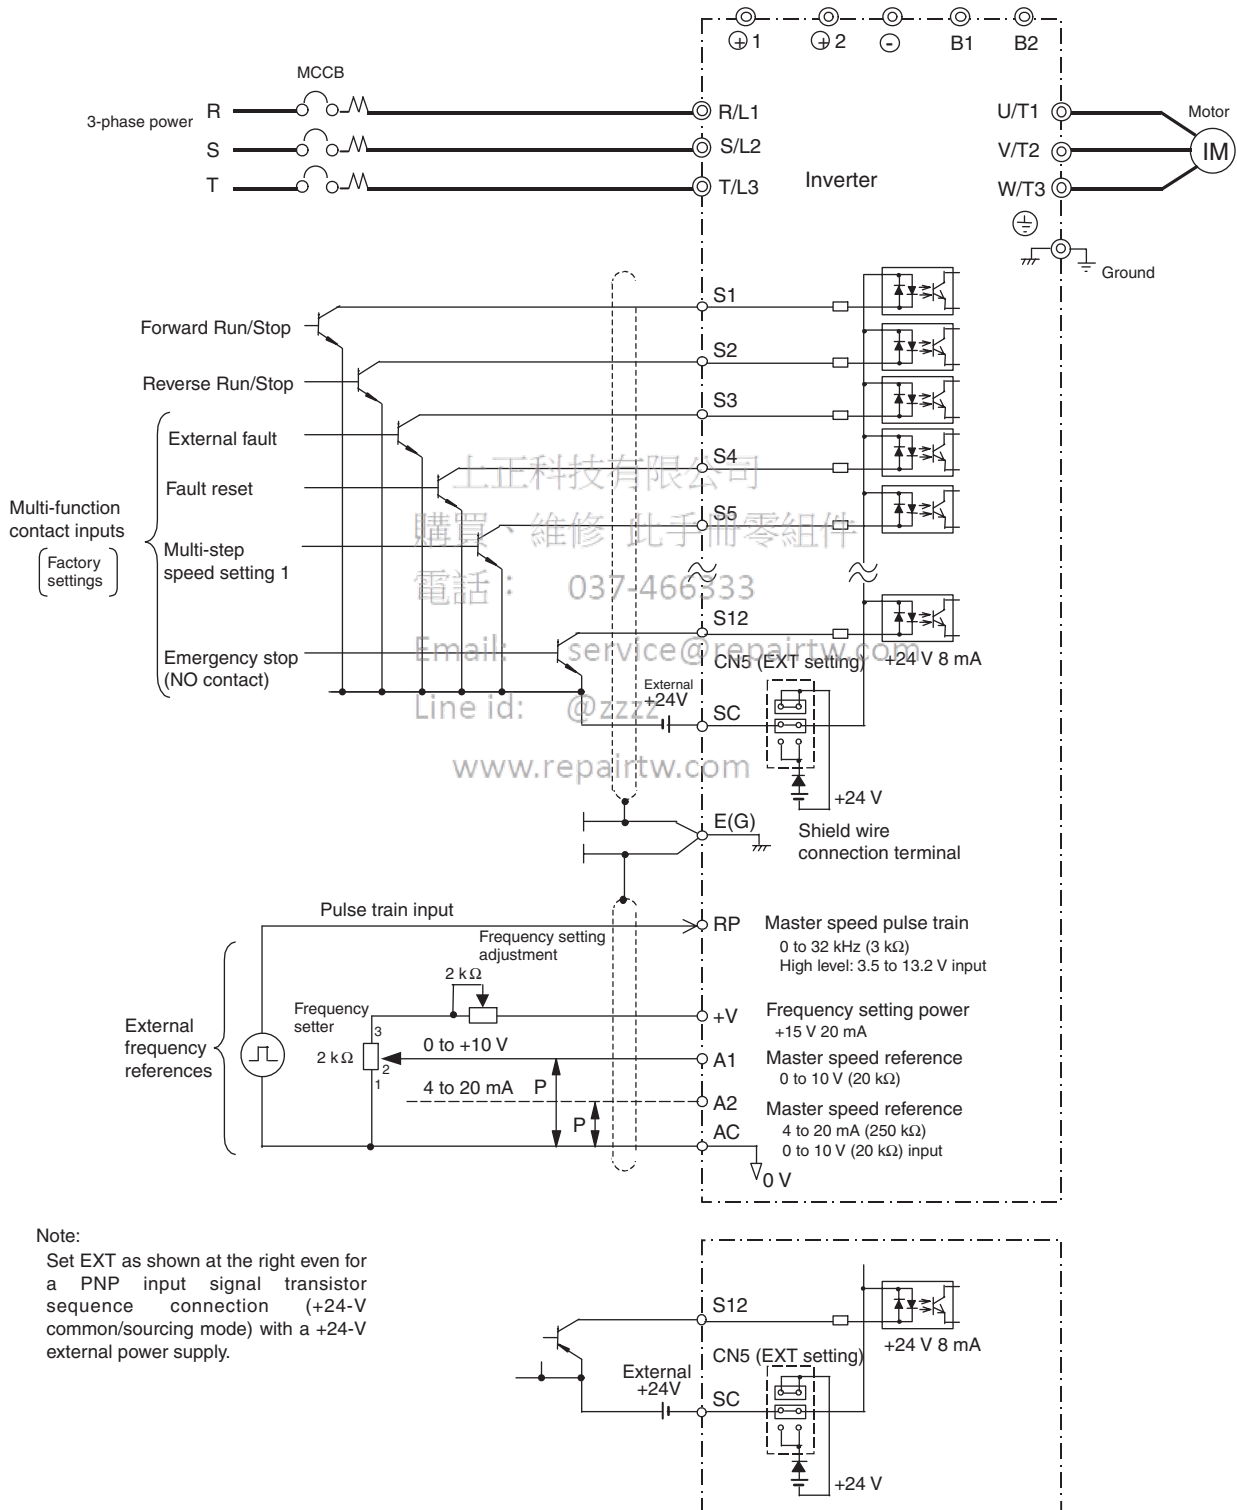 ⊕1
⊕2
⊖
B1
B2
MCCB
3-phase power
R
S
T
R/L1
S/L2
T/L3
Inverter
U/T1
V/T2
W/T3
Motor
IM
Ground
Forward Run/Stop
S1
Reverse Run/Stop
S2
External fault
S3
上正科技有限公司
S4
Fault reset
Multi-function
contact inputs
Factory
settings
購買、維修 此手冊零組件
S5
Multi-step
speed setting 1
電話： 037-466333
S12
Emergency stop
(NO contact)
Email: service@repairtw.com
CN5 (EXT setting)
+24 V 8 mA
External
+24V
SC
Line id: @zzzz
www.repairtw.com
+24 V
E(G)
Shield wire
connection terminal
Pulse train input
RP
Master speed pulse train
0 to 32 kHz (3 kΩ)
High level: 3.5 to 13.2 V input
Frequency setting
adjustment
2 kΩ
External
frequency
references
Frequency
setter
+V
Frequency setting power
+15 V 20 mA
3
2 kΩ
2
1
0 to +10 V
P
A1
Master speed reference
0 to 10 V (20 kΩ)
4 to 20 mA
P
A2
Master speed reference
4 to 20 mA (250 kΩ)
0 to 10 V (20 kΩ) input
AC
0 V
Note:
Set EXT as shown at the right even for
a PNP input signal transistor
sequence connection (+24-V
common/sourcing mode) with a +24-V
external power supply.
S12
+24 V 8 mA
CN5 (EXT setting)
External
+24V
SC
+24 V